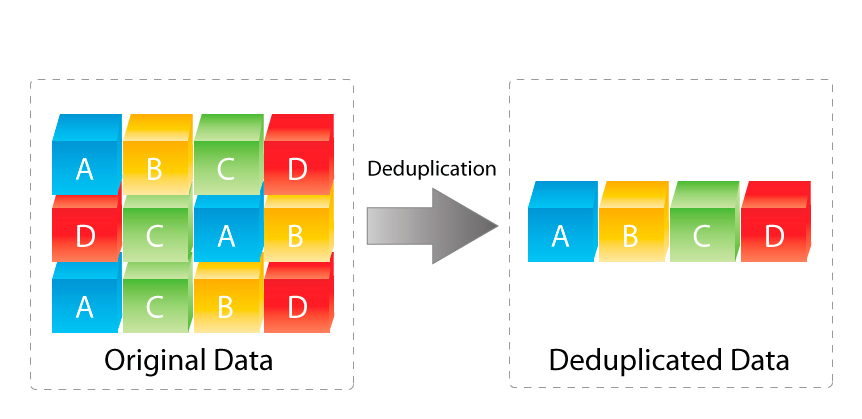 A B C D
Deduplication
D C A B
A B C D
A C B D
Original Data
Deduplicated Data